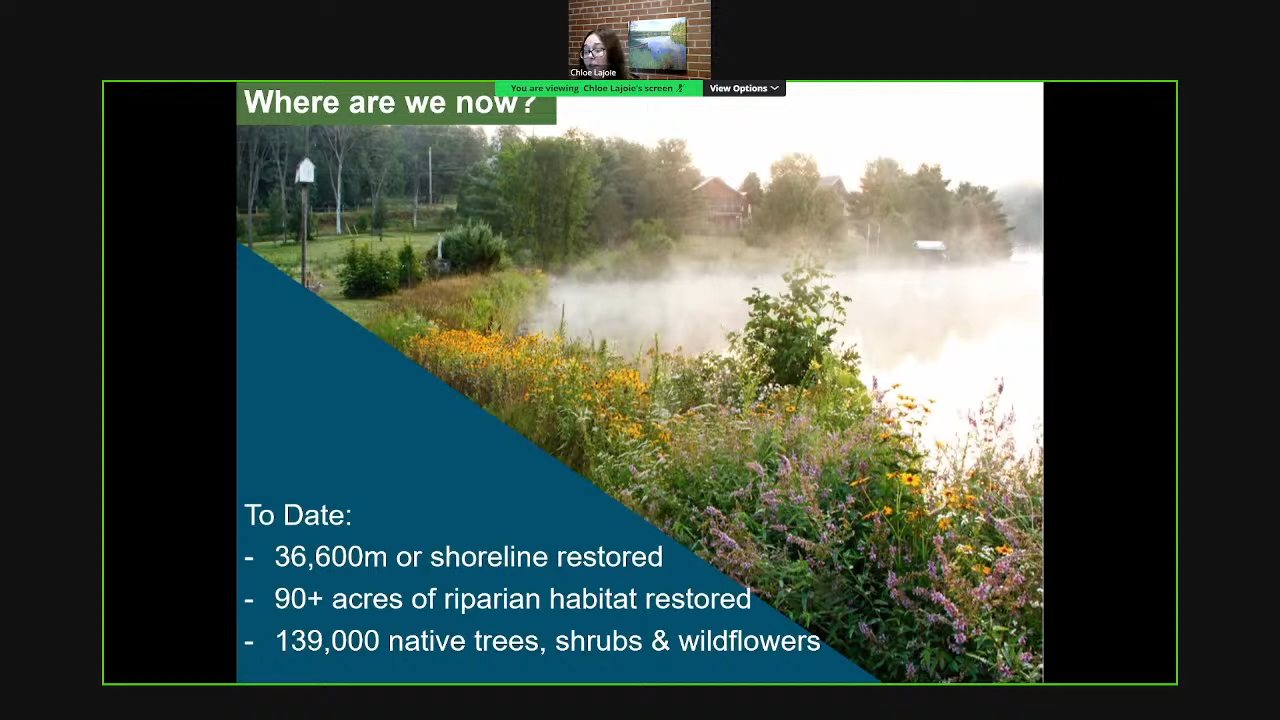 Chloe Lajoie
You are viewing Chloe Lajoie's screen
View Options
Where are we now?
To Date:
- 36,600m or shoreline restored
- 90+ acres of riparian habitat restored
- 139,000 native trees, shrubs & wildflowers